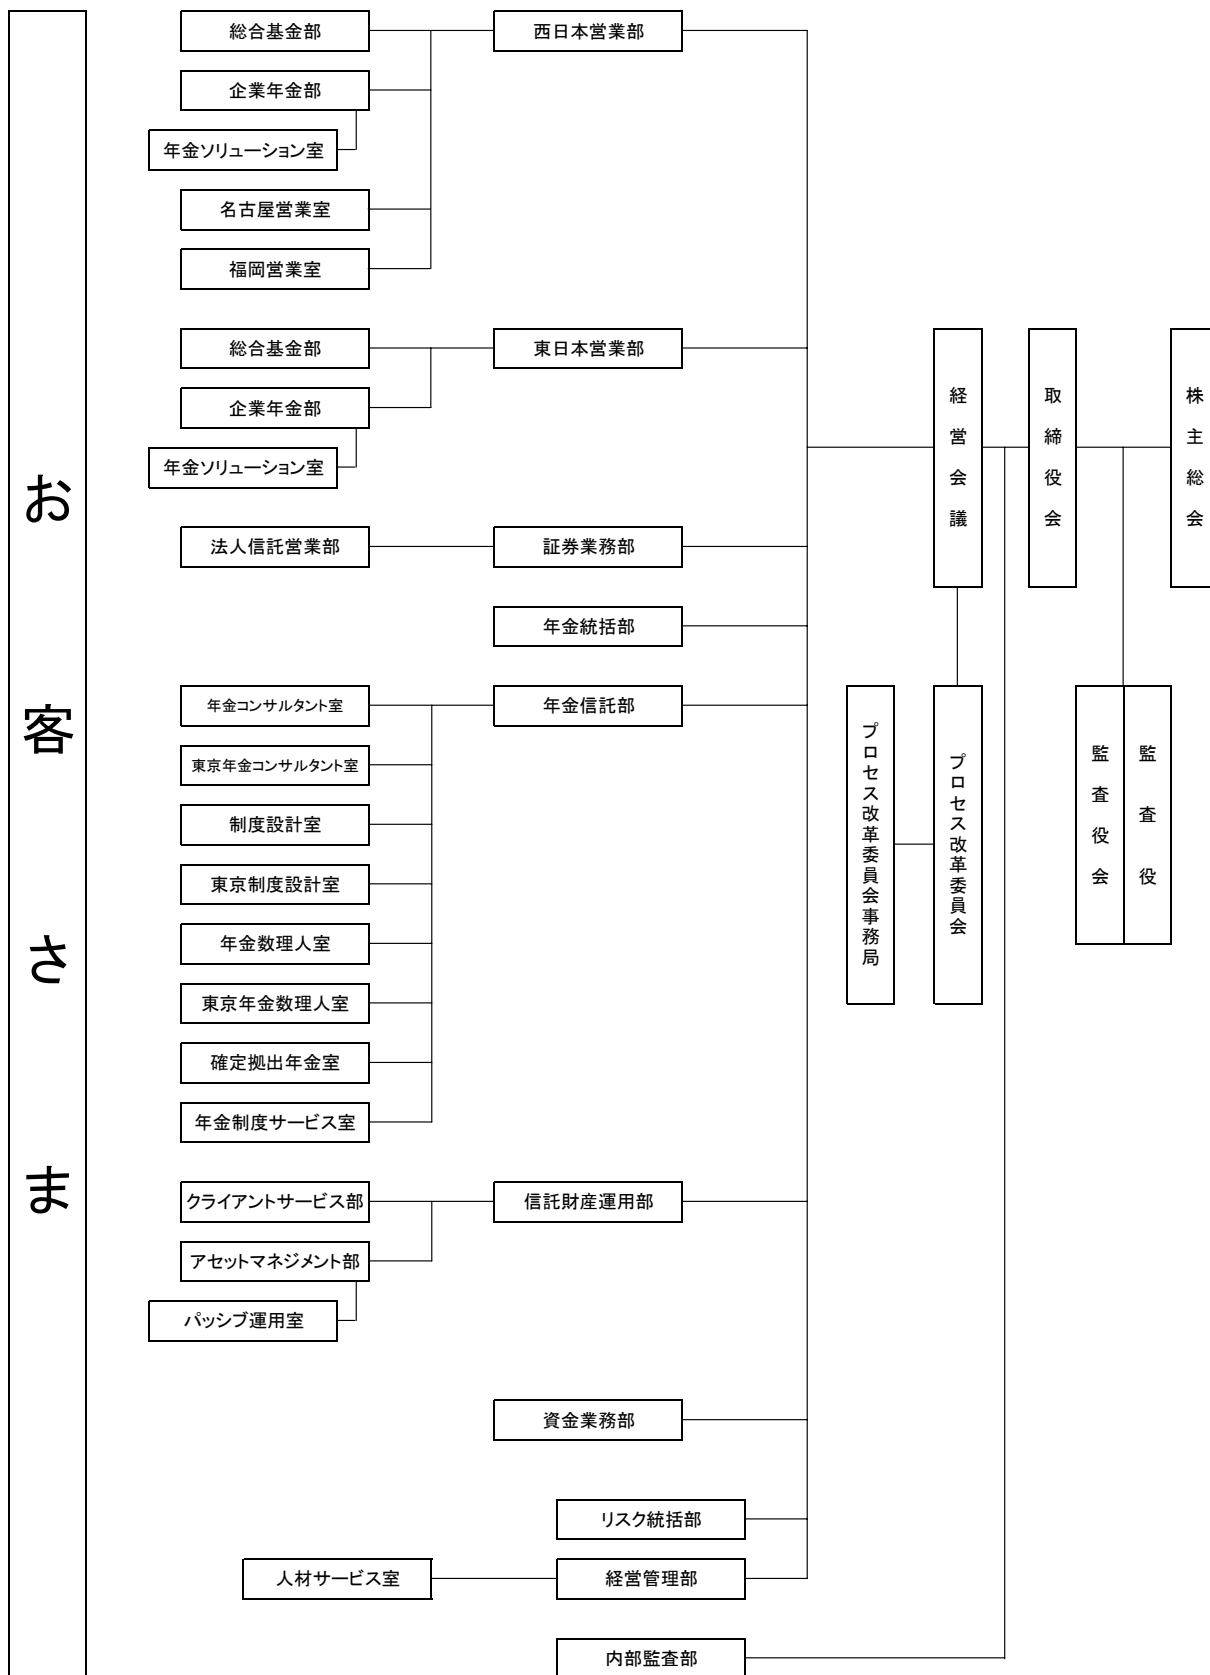 お客さま
総合基金部
西日本営業部
企業年金部
年金ソリューション室
名古屋営業室
福岡営業室
総合基金部
東日本営業部
企業年金部
年金ソリューション室
法人信託営業部
証券業務部
年金統括部
年金コンサルタント室
年金信託部
東京年金コンサルタント室
制度設計室
東京制度設計室
年金数理人室
東京年金数理人室
確定拠出年金室
年金制度サービス室
クライアントサービス部
信託財産運用部
アセットマネジメント部
パッシブ運用室
資金業務部
リスク統括部
人材サービス室
経営管理部
内部監査部
経営会議
取締役会
株主総会
プロセス改革委員会事務局
プロセス改革委員会
監査役会
監査役